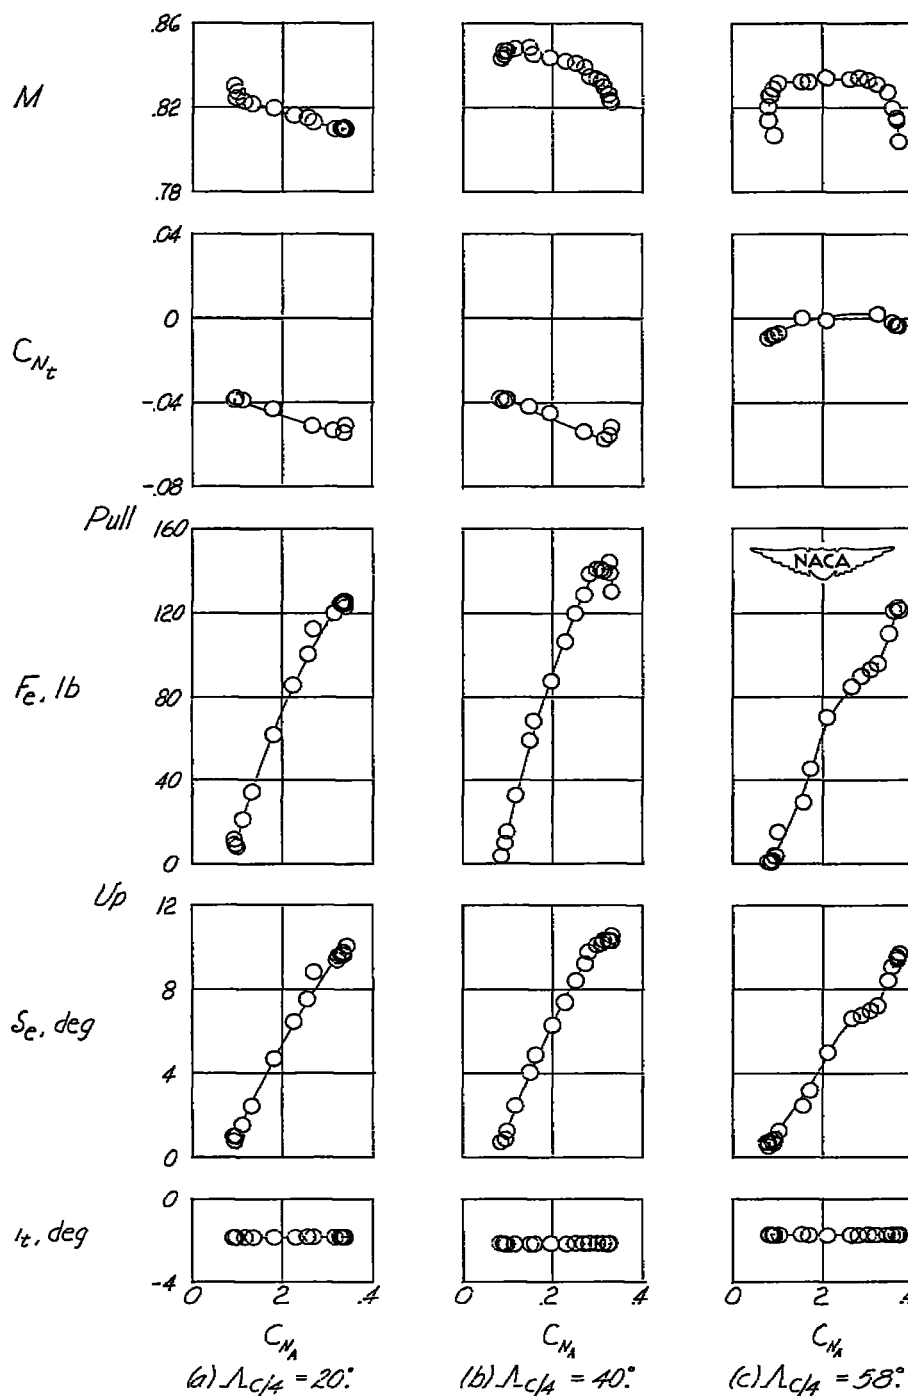 .86
M
.82
.78
.04
0
C_{N_t}
-.04
-.08
Pull
160
NACA
120
F_e, lb
80
40
0
Up
12
8
δ_e, deg
4
0
0
i_t, deg
-4
0 .2 .4 0 .2 .4 0 .2 .4
C_{N_A} C_{N_A} C_{N_A}
(a) Λ_{C/4} = 20°. (b) Λ_{C/4} = 40°. (c) Λ_{C/4} = 58°.